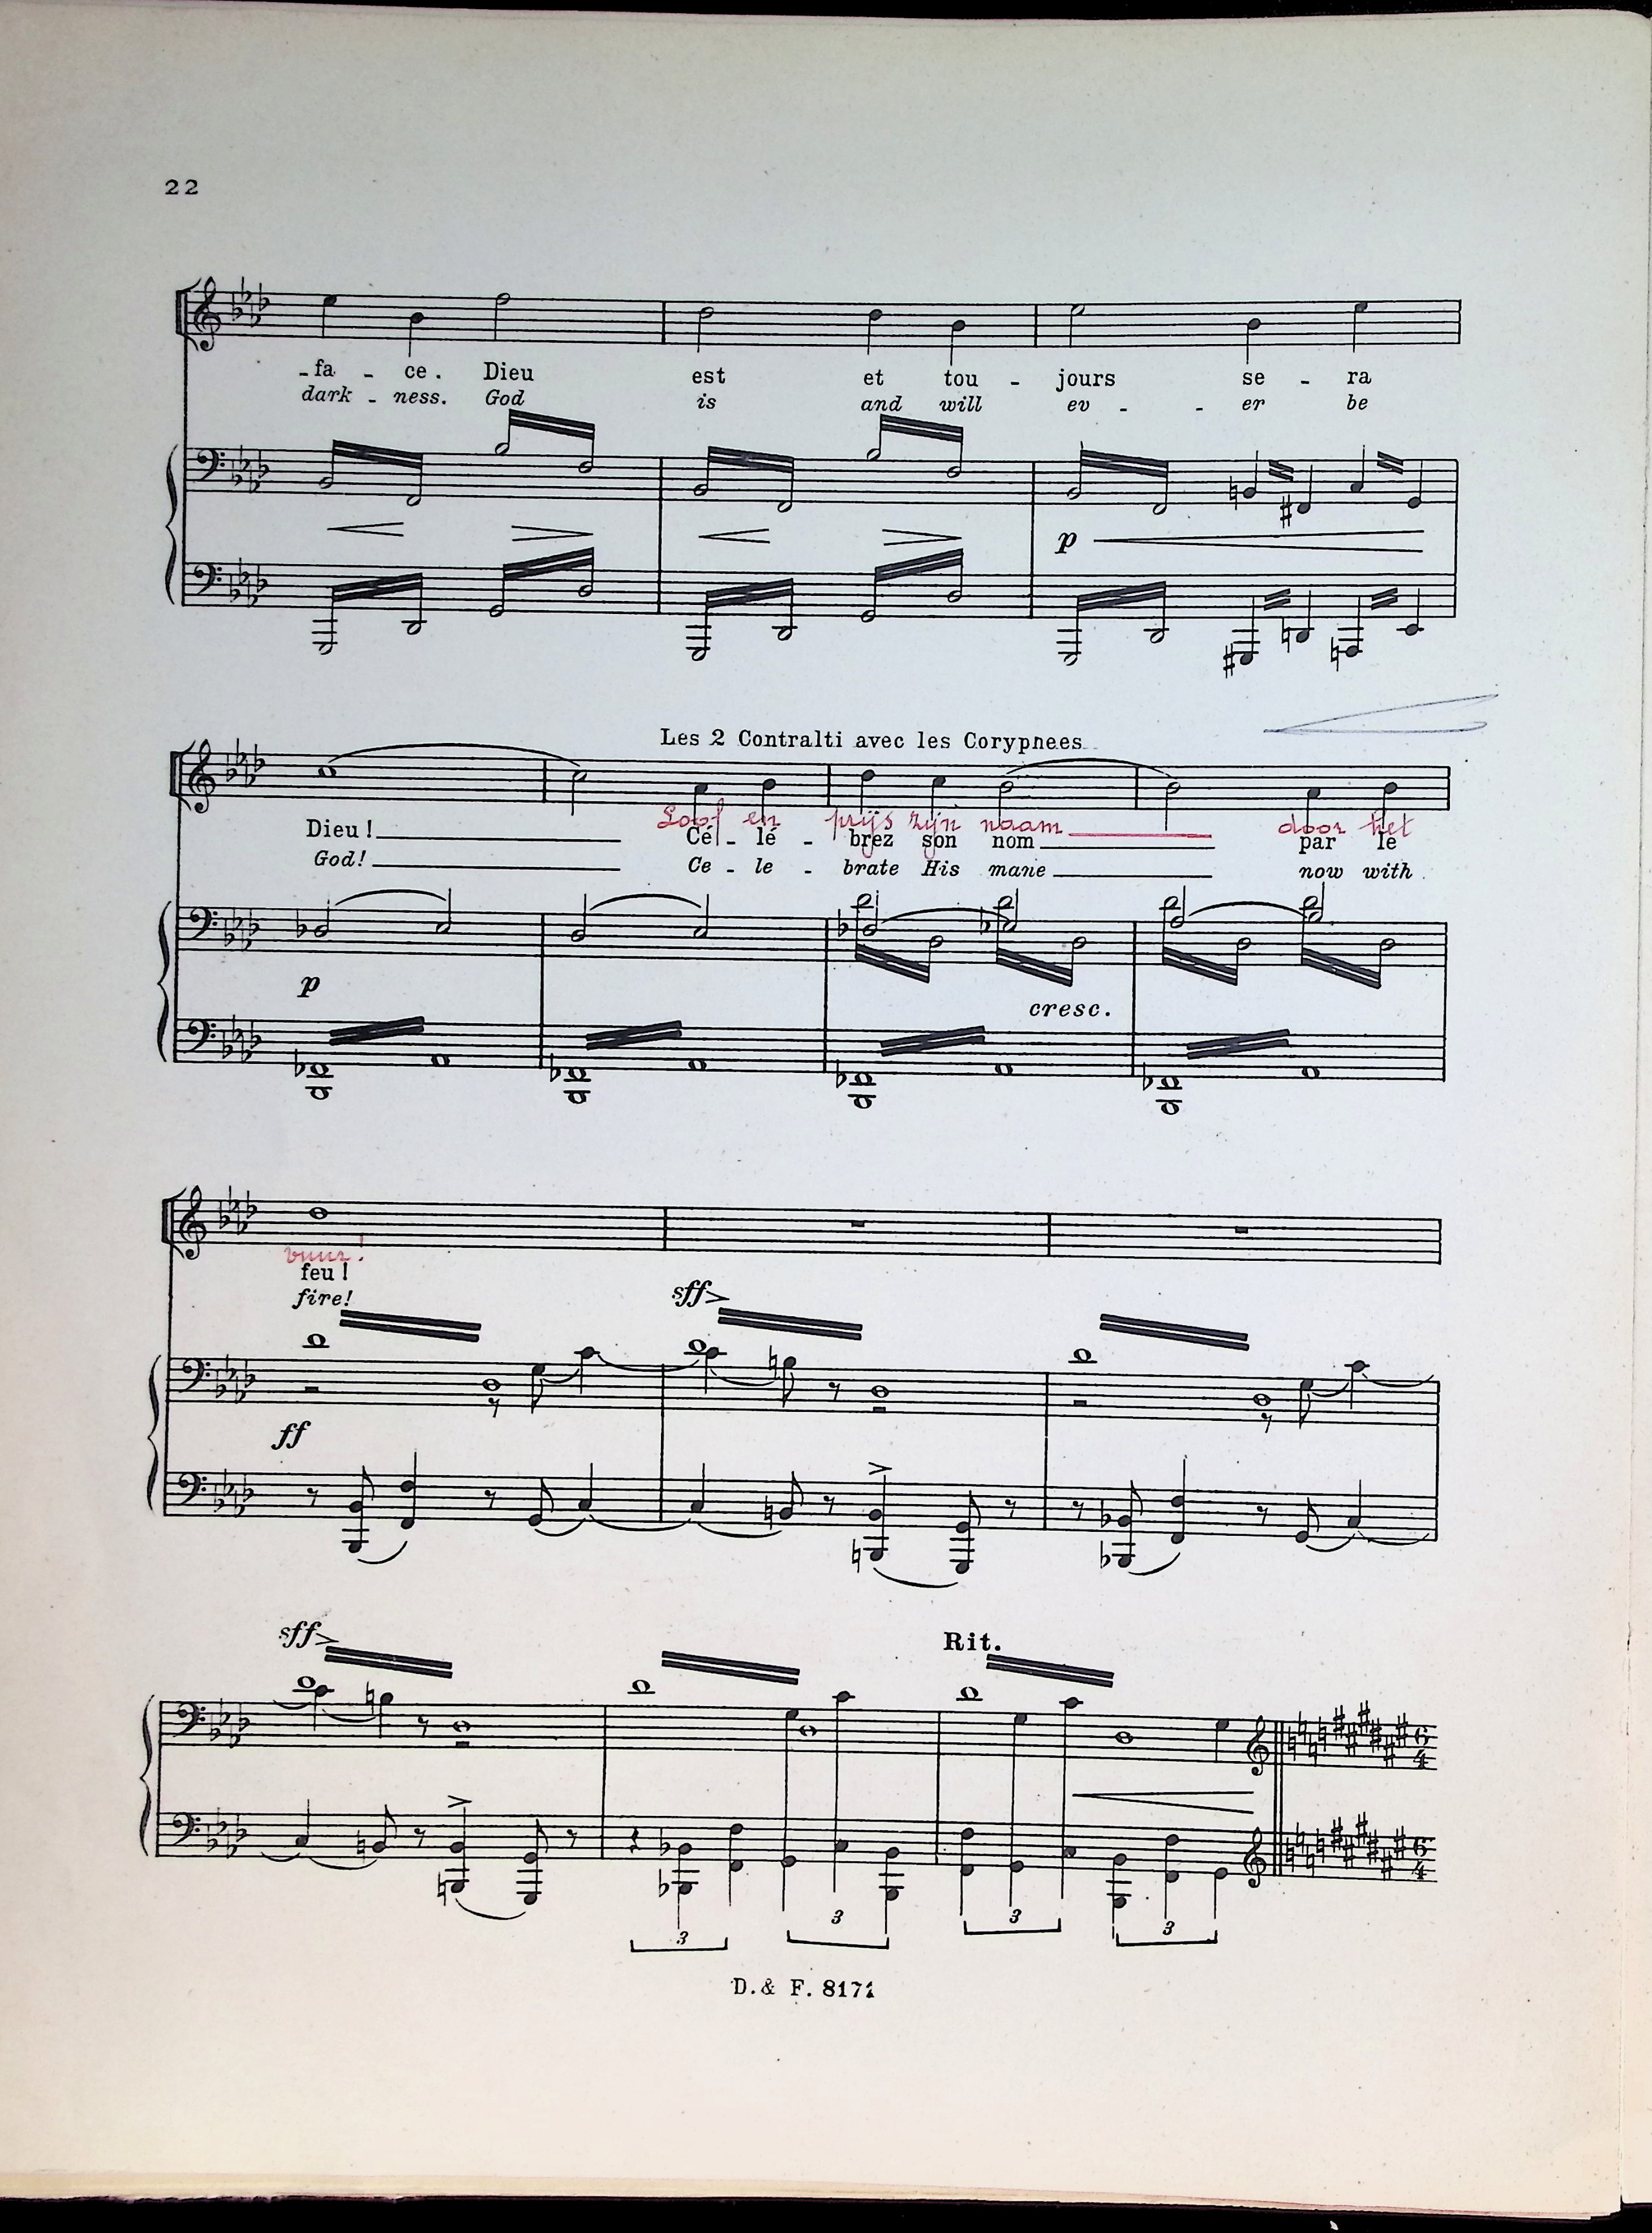 22
- fa - ce. Dieu est et tou - jours se - ra
dark - ness. God is and will ev - - er be
p
Les 2 Contralti avec les Coryphees
Loof en prijs zijn naam door het
Dieu! Cé - lé - brez son nom par le
God! Ce - le - brate His mane now with
p
cresc.
vuur!
feu!
fire!
sff
ff
sff
Rit.
6/4
6/4
3 3 3 3
D. & F. 8171